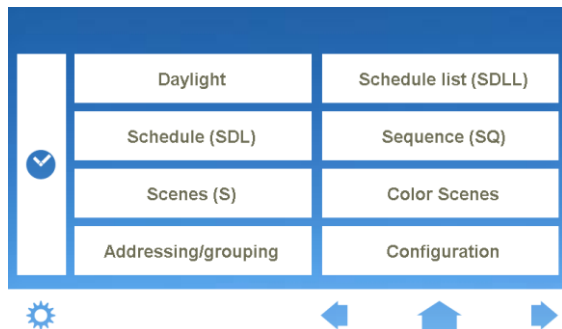 Daylight
Schedule list (SDLL)
Schedule (SDL)
Sequence (SQ)
Scenes (S)
Color Scenes
Addressing/grouping
Configuration